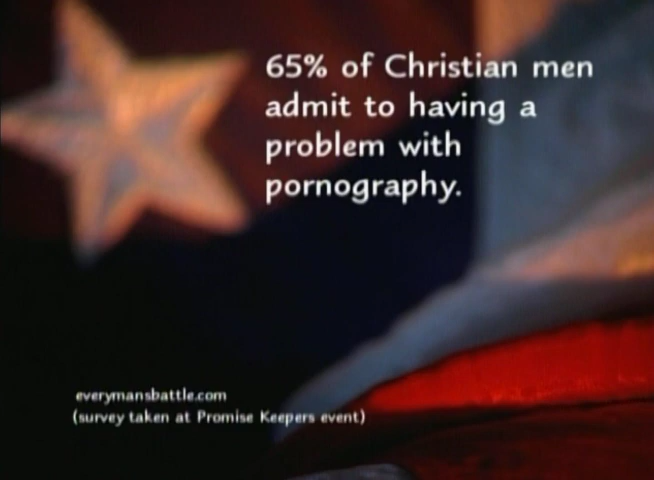 65% of Christian men
admit to having a
problem with
pornography.
everymansbattle.com
(survey taken at Promise Keepers event)